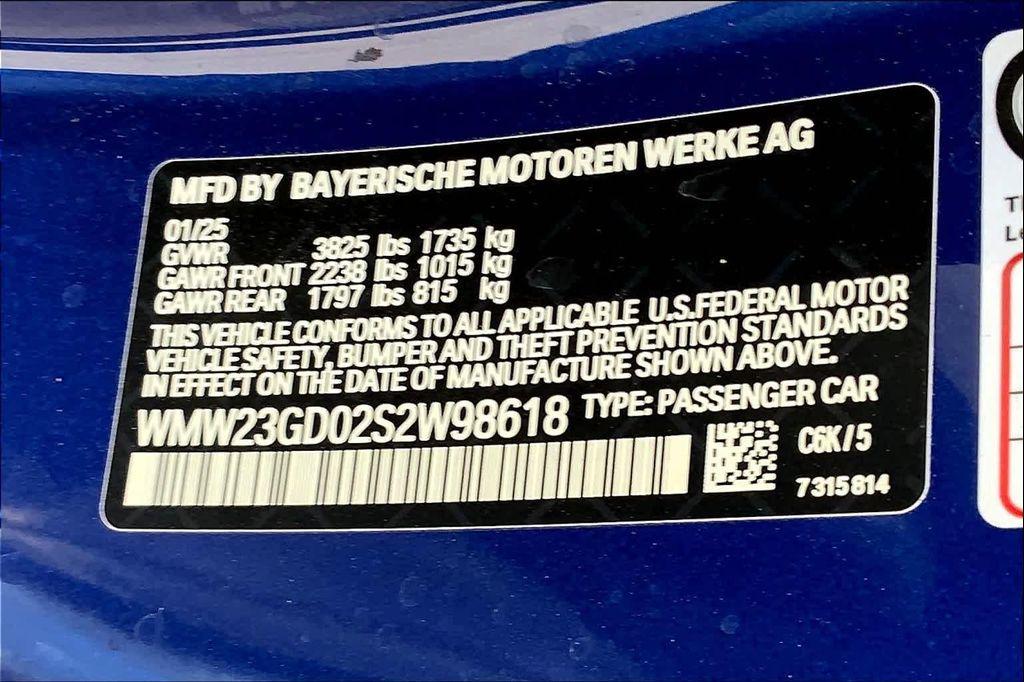 MFD BY BAYERISCHE MOTOREN WERKE AG
01/25
GVWR 3825 lbs 1735 kg
GAWR FRONT 2238 lbs 1015 kg
GAWR REAR 1797 lbs 815 kg
THIS VEHICLE CONFORMS TO ALL APPLICABLE U.S.FEDERAL MOTOR
VEHICLE SAFETY, BUMPER AND THEFT PREVENTION STANDARDS
IN EFFECT ON THE DATE OF MANUFACTURE SHOWN ABOVE.
WMW23GD02S2W98618 TYPE: PASSENGER CAR
C6K/5
7315814